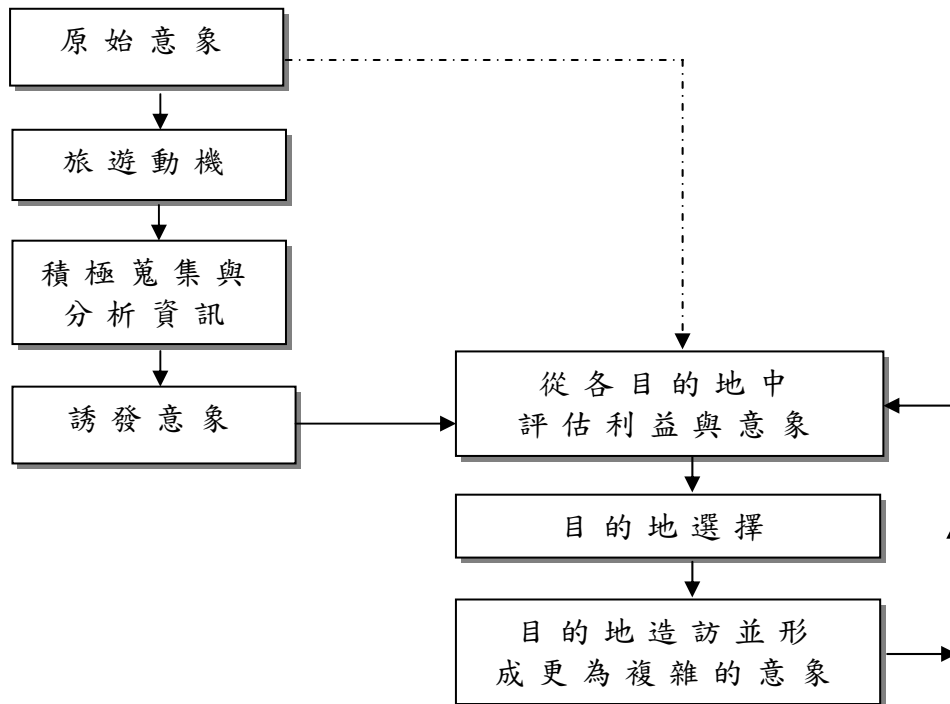 原始意象
旅遊動機
積極蒐集與
分析資訊
誘發意象
從各目的地中
評估利益與意象
目的地選擇
目的地造訪並形
成更為複雜的意象